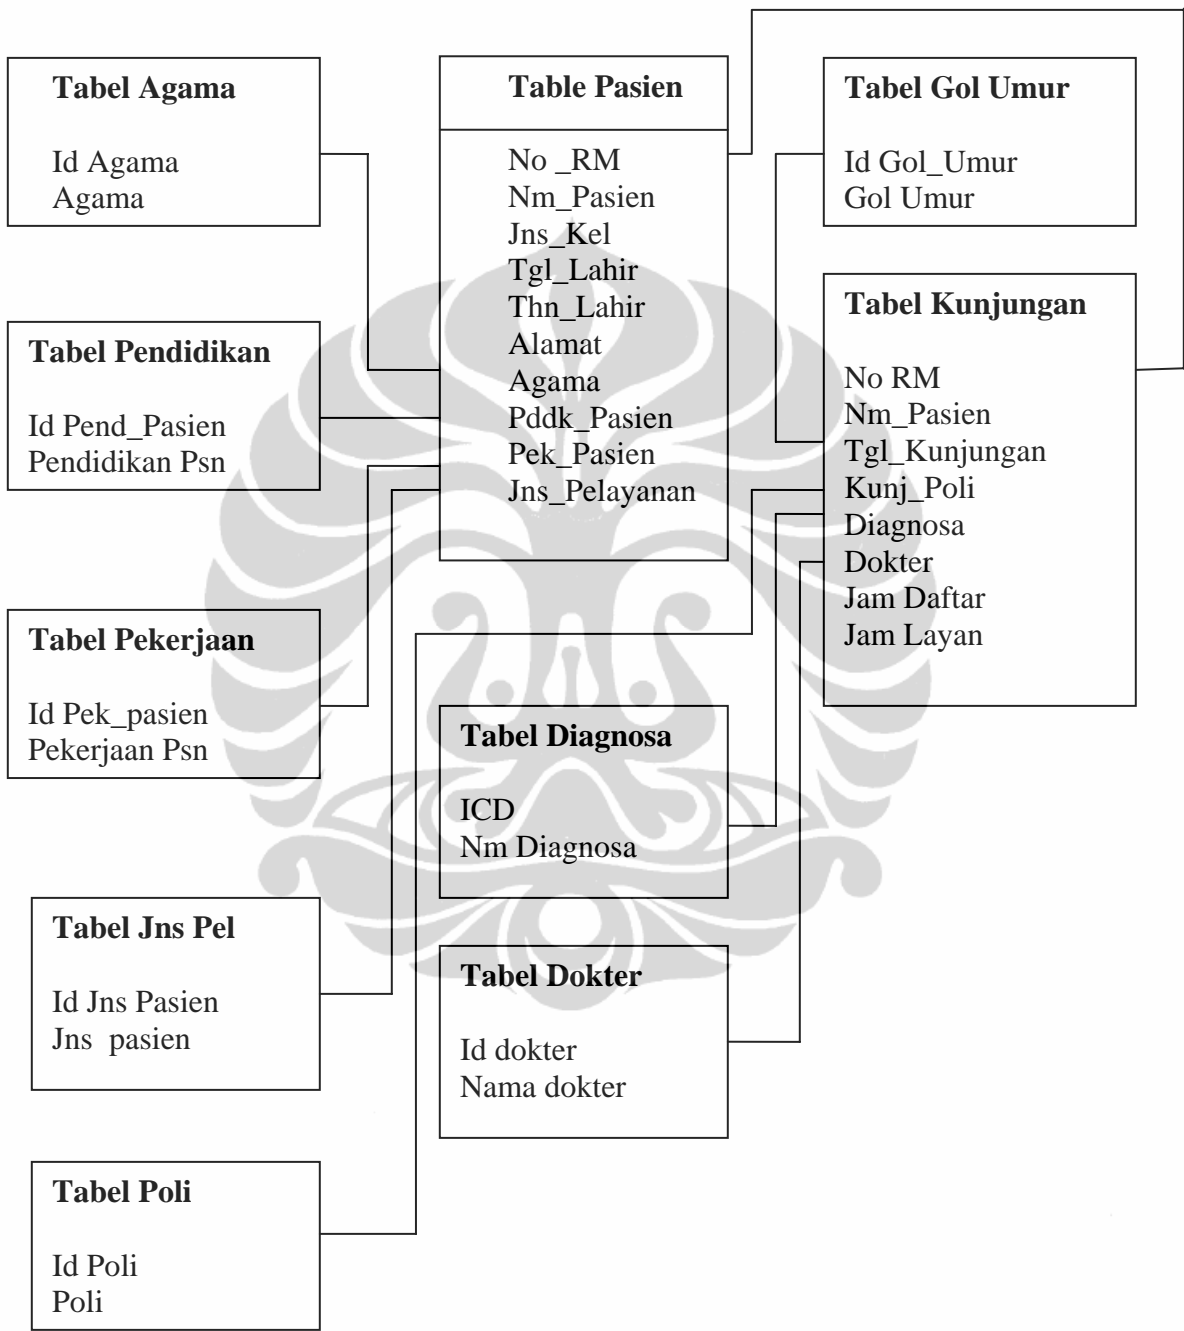 Tabel Agama
Id Agama
Agama
Table Pasien
No _RM
Nm_Pasien
Jns_Kel
Tgl_Lahir
Thn_Lahir
Alamat
Agama
Pddk_Pasien
Pek_Pasien
Jns_Pelayanan
Tabel Gol Umur
Id Gol_Umur
Gol Umur
Tabel Kunjungan
No RM
Nm_Pasien
Tgl_Kunjungan
Kunj_Poli
Diagnosa
Dokter
Jam Daftar
Jam Layan
Tabel Pendidikan
Id Pend_Pasien
Pendidikan Psn
Tabel Pekerjaan
Id Pek_pasien
Pekerjaan Psn
Tabel Diagnosa
ICD
Nm Diagnosa
Tabel Jns Pel
Id Jns Pasien
Jns  pasien
Tabel Dokter
Id dokter
Nama dokter
Tabel Poli
Id Poli
Poli